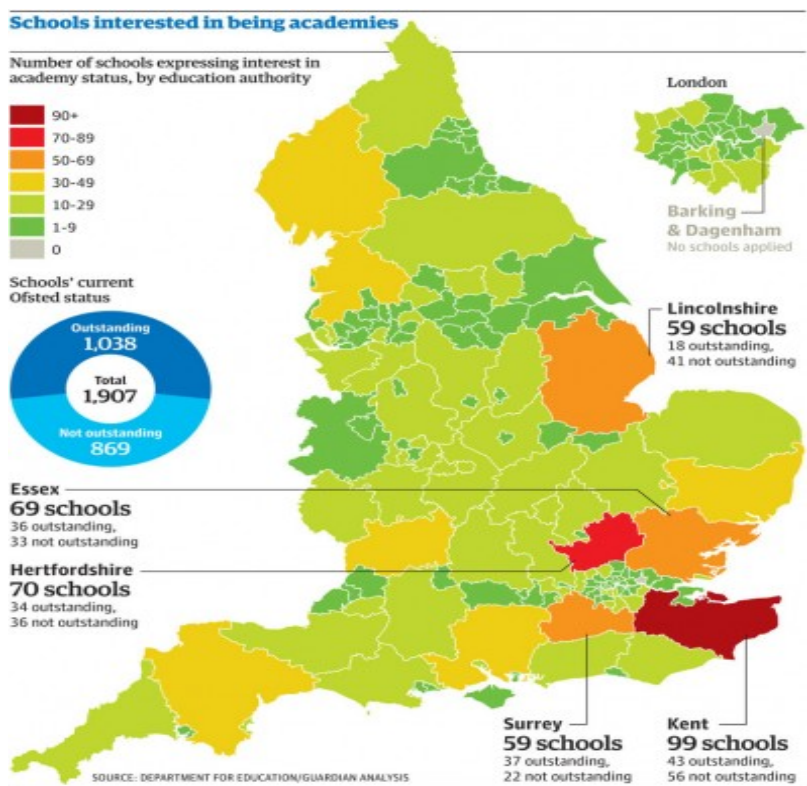 Schools interested in being academies
Number of schools expressing interest in
academy status, by education authority
90+
70-89
50-69
30-49
10-29
1-9
0
London
Barking
& Dagenham
No schools applied
Schools' current
Ofsted status
Outstanding
1,038
Total
1,907
Not outstanding
869
Lincolnshire
59 schools
18 outstanding,
41 not outstanding
Essex
69 schools
36 outstanding,
33 not outstanding
Hertfordshire
70 schools
34 outstanding,
36 not outstanding
Surrey
59 schools
37 outstanding,
22 not outstanding
Kent
99 schools
43 outstanding,
56 not outstanding
SOURCE: DEPARTMENT FOR EDUCATION/GUARDIAN ANALYSIS